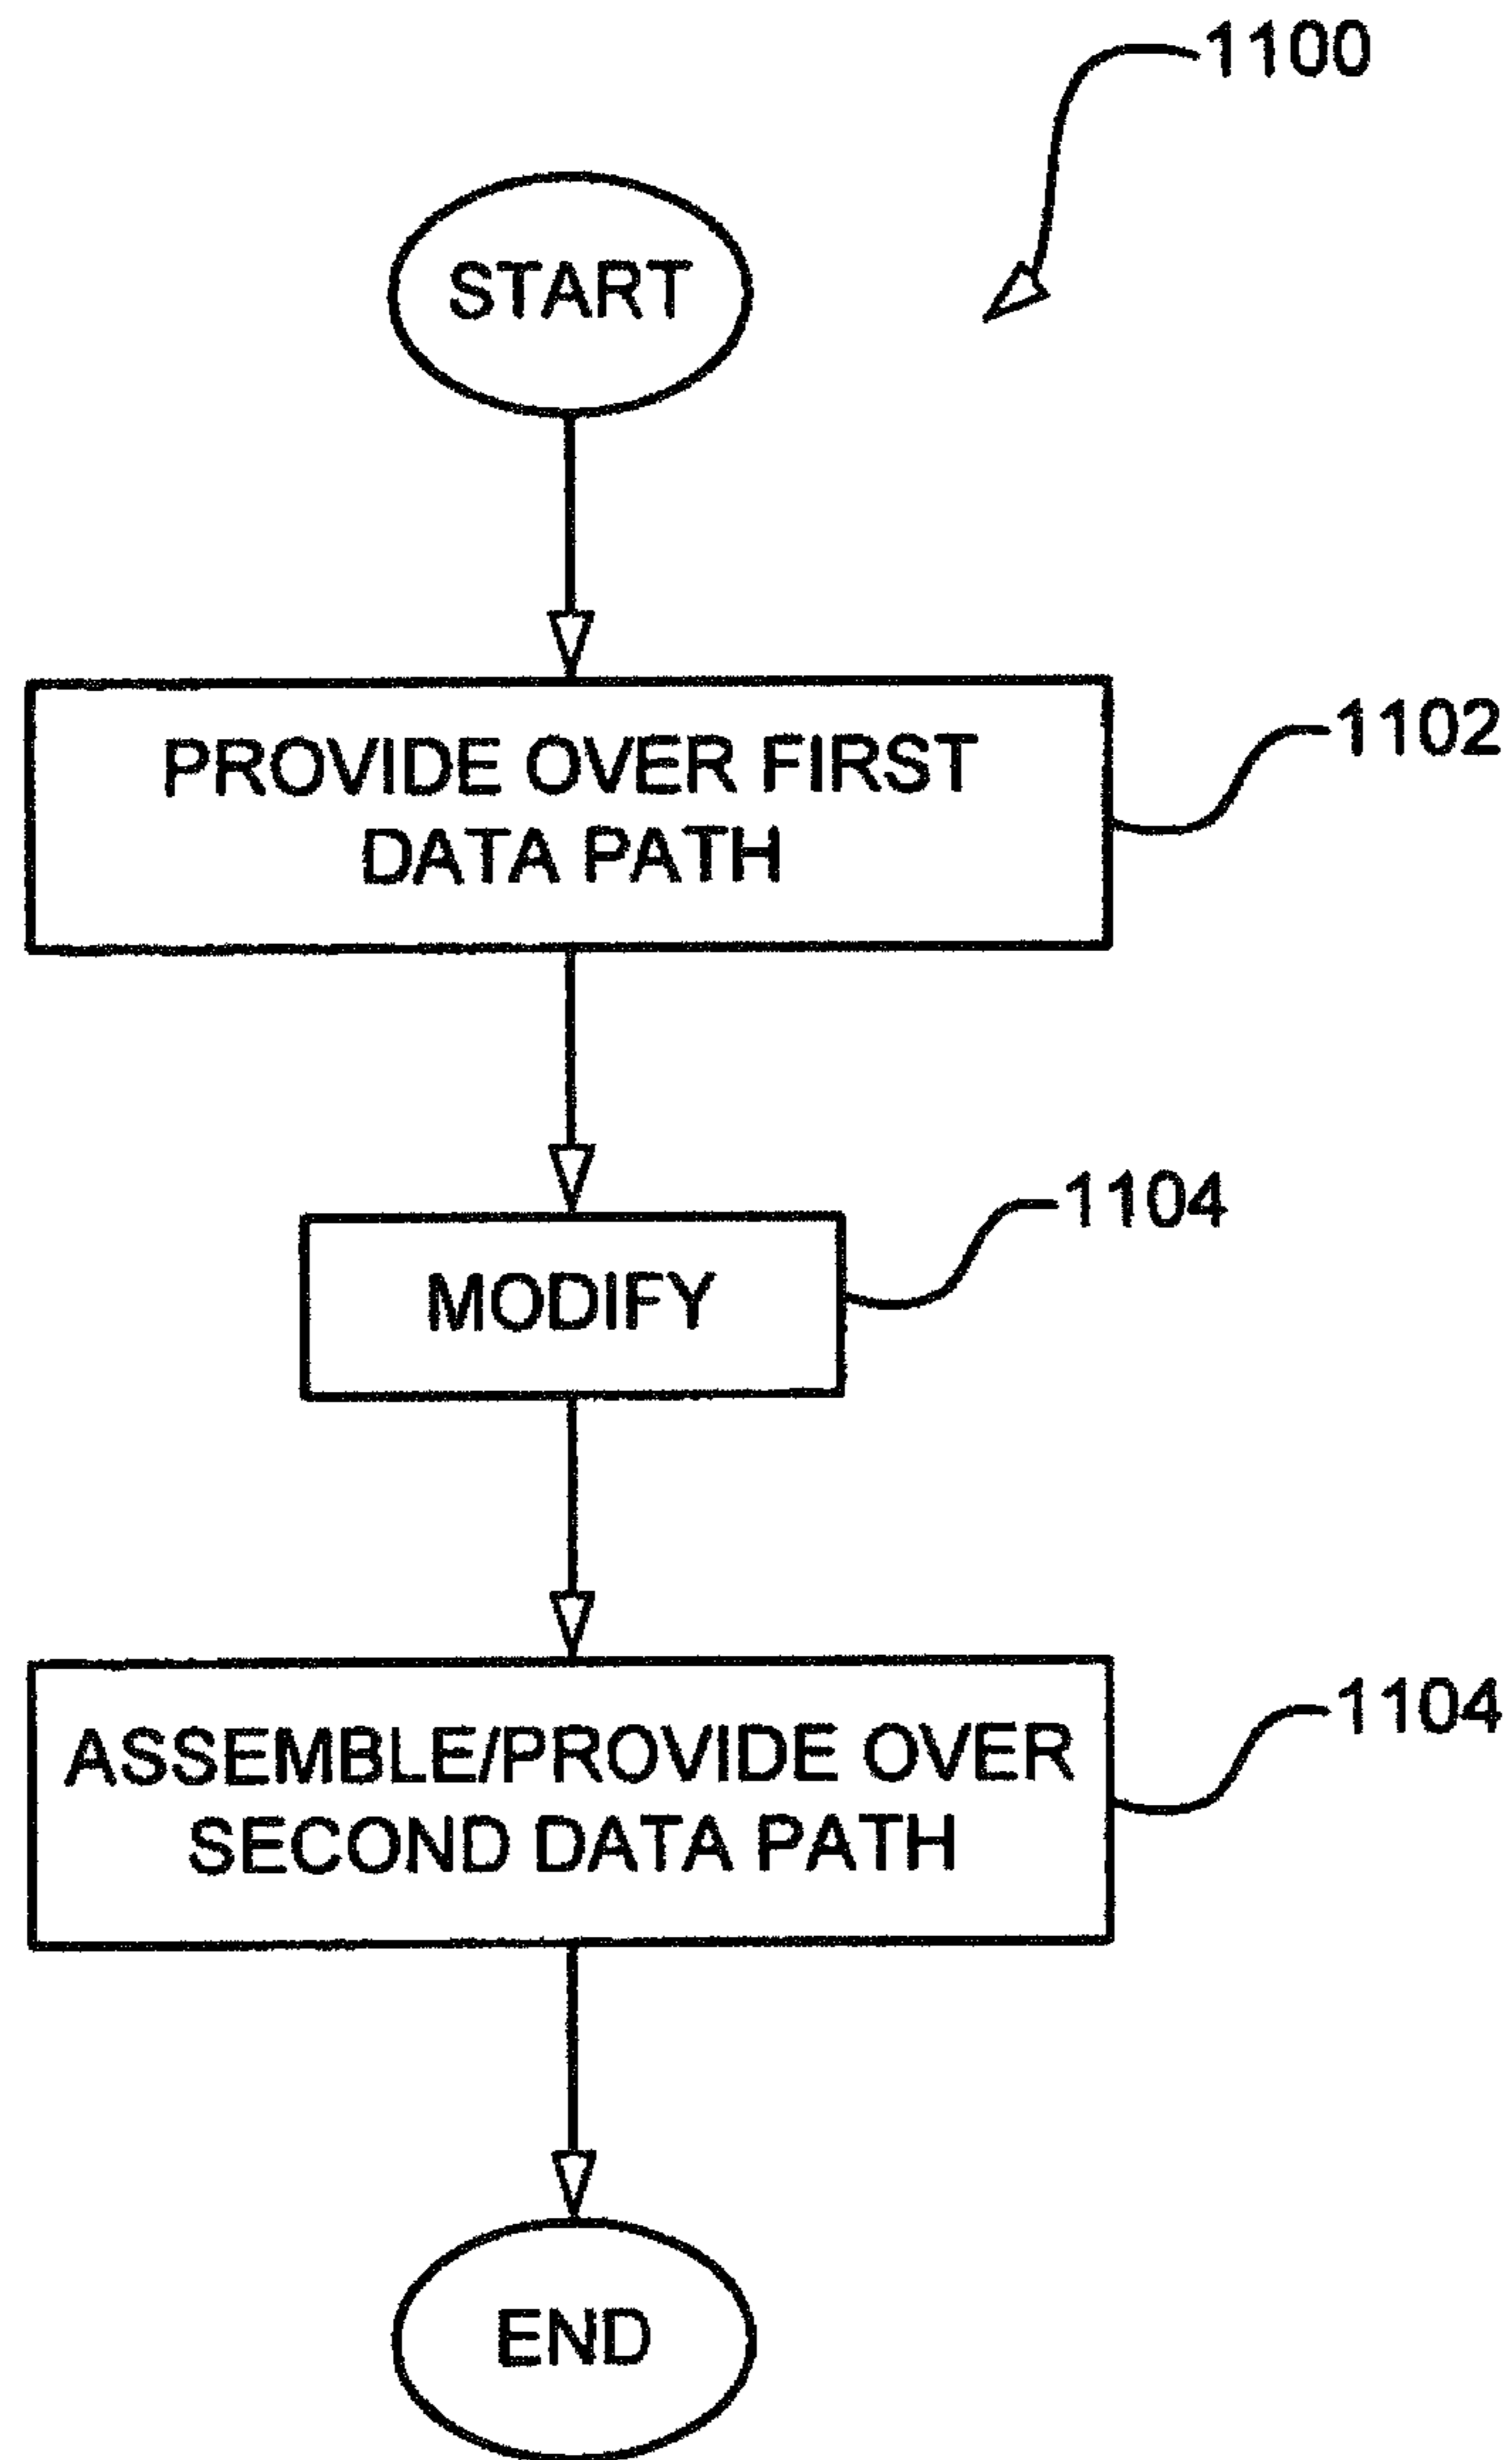 1100
START
PROVIDE OVER FIRST
DATA PATH
1102
MODIFY
1104
ASSEMBLE/PROVIDE OVER
SECOND DATA PATH
1104
END